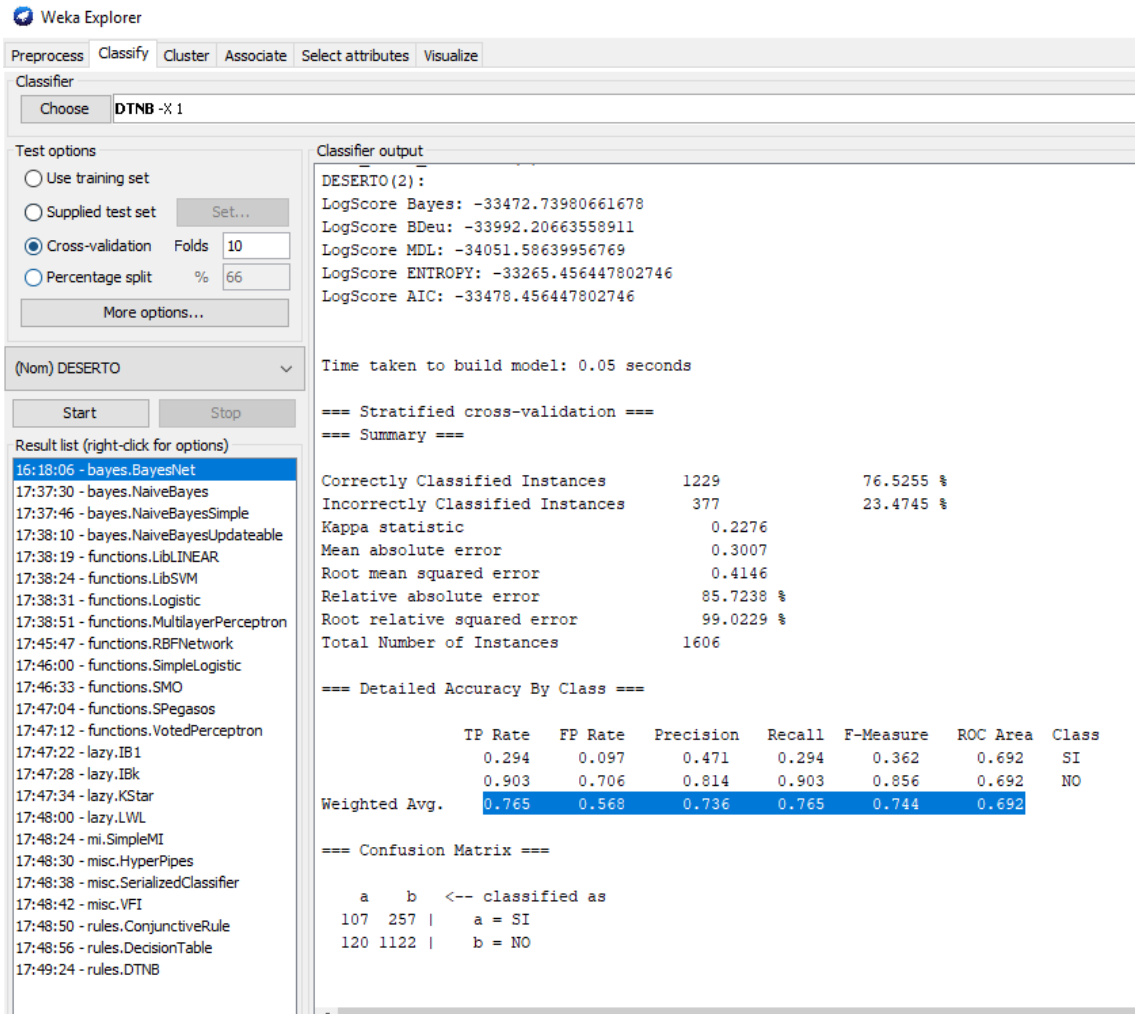 Weka Explorer
Preprocess Classify Cluster Associate Select attributes Visualize
Classifier
Choose DTNB -X 1
Test options
Use training set
Supplied test set Set...
Cross-validation Folds 10
Percentage split % 66
More options...
(Nom) DESERTO
Start Stop
Result list (right-click for options)
16:18:06 - bayes.BayesNet
17:37:30 - bayes.NaiveBayes
17:37:46 - bayes.NaiveBayesSimple
17:38:10 - bayes.NaiveBayesUpdateable
17:38:19 - functions.LibLINEAR
17:38:24 - functions.LibSVM
17:38:31 - functions.Logistic
17:38:51 - functions.MultilayerPerceptron
17:45:47 - functions.RBFNetwork
17:46:00 - functions.SimpleLogistic
17:46:33 - functions.SMO
17:47:04 - functions.SPegasos
17:47:12 - functions.VotedPerceptron
17:47:22 - lazy.IB1
17:47:28 - lazy.IBk
17:47:34 - lazy.KStar
17:48:00 - lazy.LWL
17:48:24 - mi.SimpleMI
17:48:30 - misc.HyperPipes
17:48:38 - misc.SerializedClassifier
17:48:42 - misc.VFI
17:48:50 - rules.ConjunctiveRule
17:48:56 - rules.DecisionTable
17:49:24 - rules.DTNB
Classifier output
DESERTO(2):
LogScore Bayes: -33472.73980661678
LogScore BDeu: -33992.20663558911
LogScore MDL: -34051.58639956769
LogScore ENTROPY: -33265.456447802746
LogScore AIC: -33478.456447802746
Time taken to build model: 0.05 seconds
=== Stratified cross-validation ===
=== Summary ===
Correctly Classified Instances 1229 76.5255 %
Incorrectly Classified Instances 377 23.4745 %
Kappa statistic 0.2276
Mean absolute error 0.3007
Root mean squared error 0.4146
Relative absolute error 85.7238 %
Root relative squared error 99.0229 %
Total Number of Instances 1606
=== Detailed Accuracy By Class ===
TP Rate FP Rate Precision Recall F-Measure ROC Area Class
0.294 0.097 0.471 0.294 0.362 0.692 SI
0.903 0.706 0.814 0.903 0.856 0.692 NO
Weighted Avg. 0.765 0.568 0.736 0.765 0.744 0.692
=== Confusion Matrix ===
a b <-- classified as
107 257 | a = SI
120 1122 | b = NO